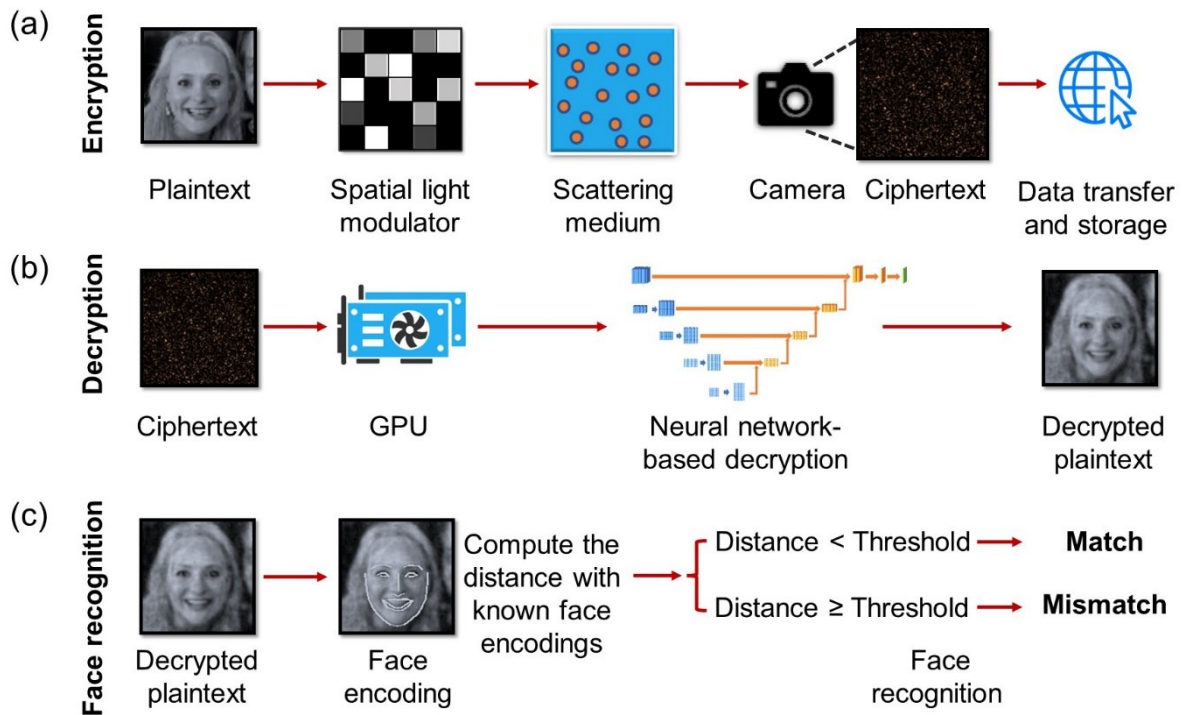 (a)
Encryption
Plaintext
Spatial light
modulator
Scattering
medium
Camera
Ciphertext
Data transfer
and storage
(b)
Decryption
Ciphertext
GPU
Neural network-
based decryption
Decrypted
plaintext
(c)
Face recognition
Decrypted
plaintext
Face
encoding
Compute the
distance with
known face
encodings
Distance < Threshold
Match
Distance ≥ Threshold
Mismatch
Face
recognition